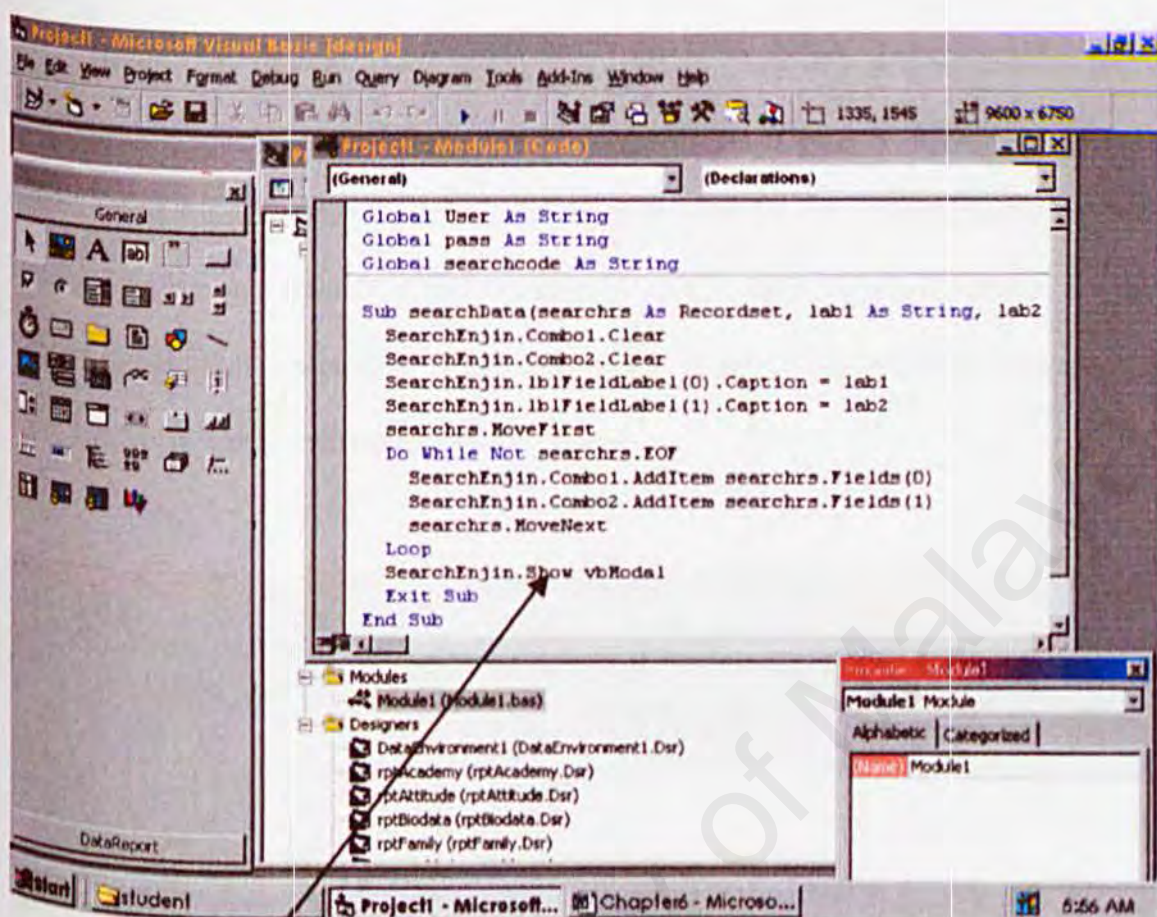 Project1 - Microsoft Visual Basic [design]
File Edit View Project Format Debug Run Query Diagram Tools Add-Ins Window Help
1335, 1545 9600 x 6750
Project1 - Module1 (Code)
(General) (Declarations)
General
Global User As String
Global pass As String
Global searchcode As String
Sub searchData(searchrs As Recordset, lab1 As String, lab2
SearchEnjin.Combo1.Clear
SearchEnjin.Combo2.Clear
SearchEnjin.lblFieldLabel(0).Caption = lab1
SearchEnjin.lblFieldLabel(1).Caption = lab2
searchrs.MoveFirst
Do While Not searchrs.EOF
SearchEnjin.Combo1.AddItem searchrs.Fields(0)
SearchEnjin.Combo2.AddItem searchrs.Fields(1)
searchrs.MoveNext
Loop
SearchEnjin.Show vbModal
Exit Sub
End Sub
Modules
Module1 (Module1.bas)
Designers
DataEnvironment1 (DataEnvironment1.Dsr)
rptAcademy (rptAcademy.Dsr)
rptAttitude (rptAttitude.Dsr)
rptBiodata (rptBiodata.Dsr)
rptFamily (rptFamily.Dsr)
Module1
Module1 Module
Alphabetic Categorized
(Name) Module1
DataReport
Start student Project1 - Microsoft... Chapter6 - Microso... 5:56 AM
of Malay